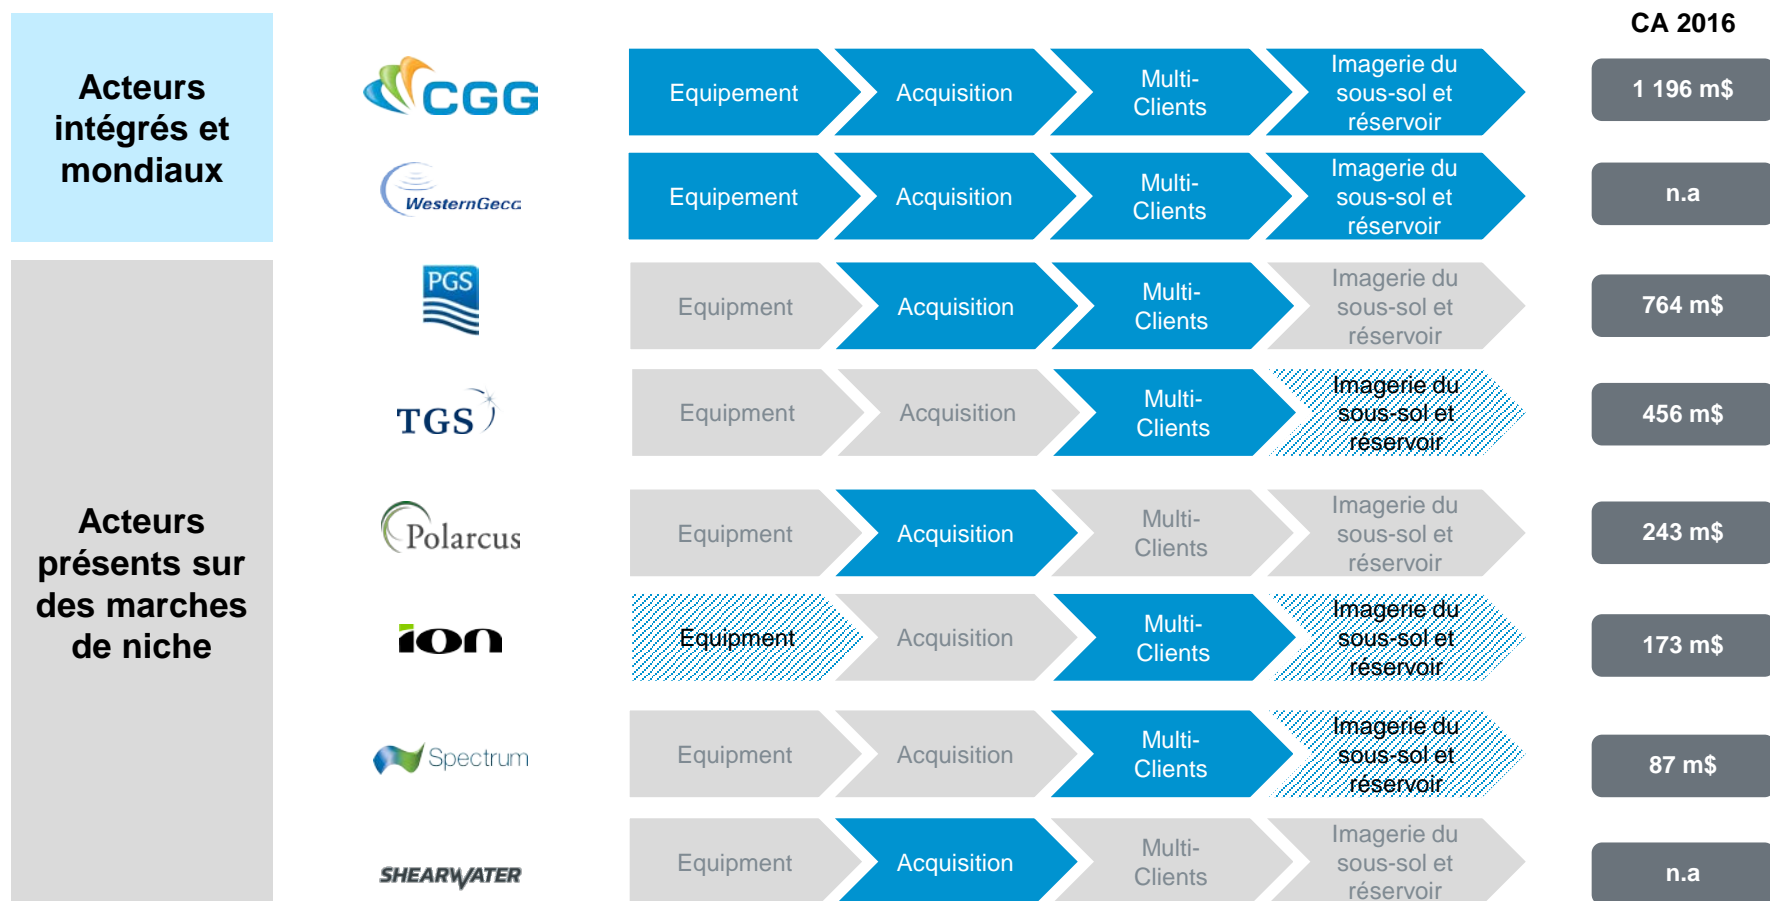 CA 2016
Acteurs
intégrés et
mondiaux
CGG
Equipement
Acquisition
Multi-
Clients
Imagerie du
sous-sol et
réservoir
1 196 m$
WesternGeco
Equipement
Acquisition
Multi-
Clients
Imagerie du
sous-sol et
réservoir
n.a
Acteurs
présents sur
des marches
de niche
PGS
Equipment
Acquisition
Multi-
Clients
Imagerie du
sous-sol et
réservoir
764 m$
TGS
Equipment
Acquisition
Multi-
Clients
Imagerie du
sous-sol et
réservoir
456 m$
Polarcus
Equipment
Acquisition
Multi-
Clients
Imagerie du
sous-sol et
réservoir
243 m$
ion
Equipment
Acquisition
Multi-
Clients
Imagerie du
sous-sol et
réservoir
173 m$
Spectrum
Equipment
Acquisition
Multi-
Clients
Imagerie du
sous-sol et
réservoir
87 m$
SHEARWATER
Equipment
Acquisition
Multi-
Clients
Imagerie du
sous-sol et
réservoir
n.a